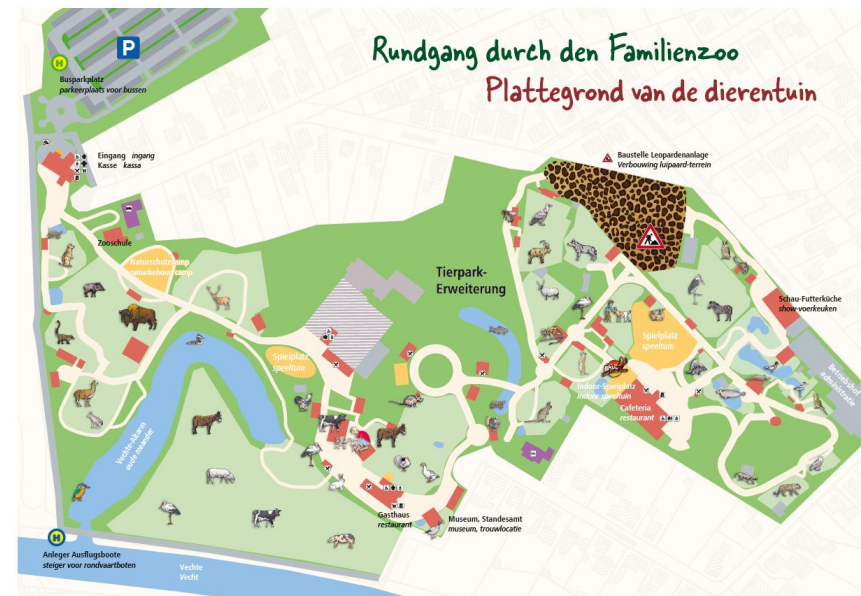 Rundgang durch den Familienzoo
Plattegrond van de dierentuin
P
H
Busparkplatz
parkeerplaats voor bussen
Eingang ingang
Kasse kassa
Baustelle Leopardenanlage
Verbouwing luipaard-terrein
Zooschule
Naturschutzcamp
natuurbehoud camp
Tierpark-
Erweiterung
Schau-Futterküche
show-voerkeuken
Spielplatz
speeltuin
Spielplatz
speeltuin
Betriebshof
administratie
Indoor-Spielplatz
indoor speeltuin
Cafeteria
restaurant
Vechte-Altarm
oude meander
Gasthaus
restaurant
Museum, Standesamt
museum, trouwlocatie
H
Anleger Ausflugsboote
steiger voor rondvaartboten
Vechte
Vecht